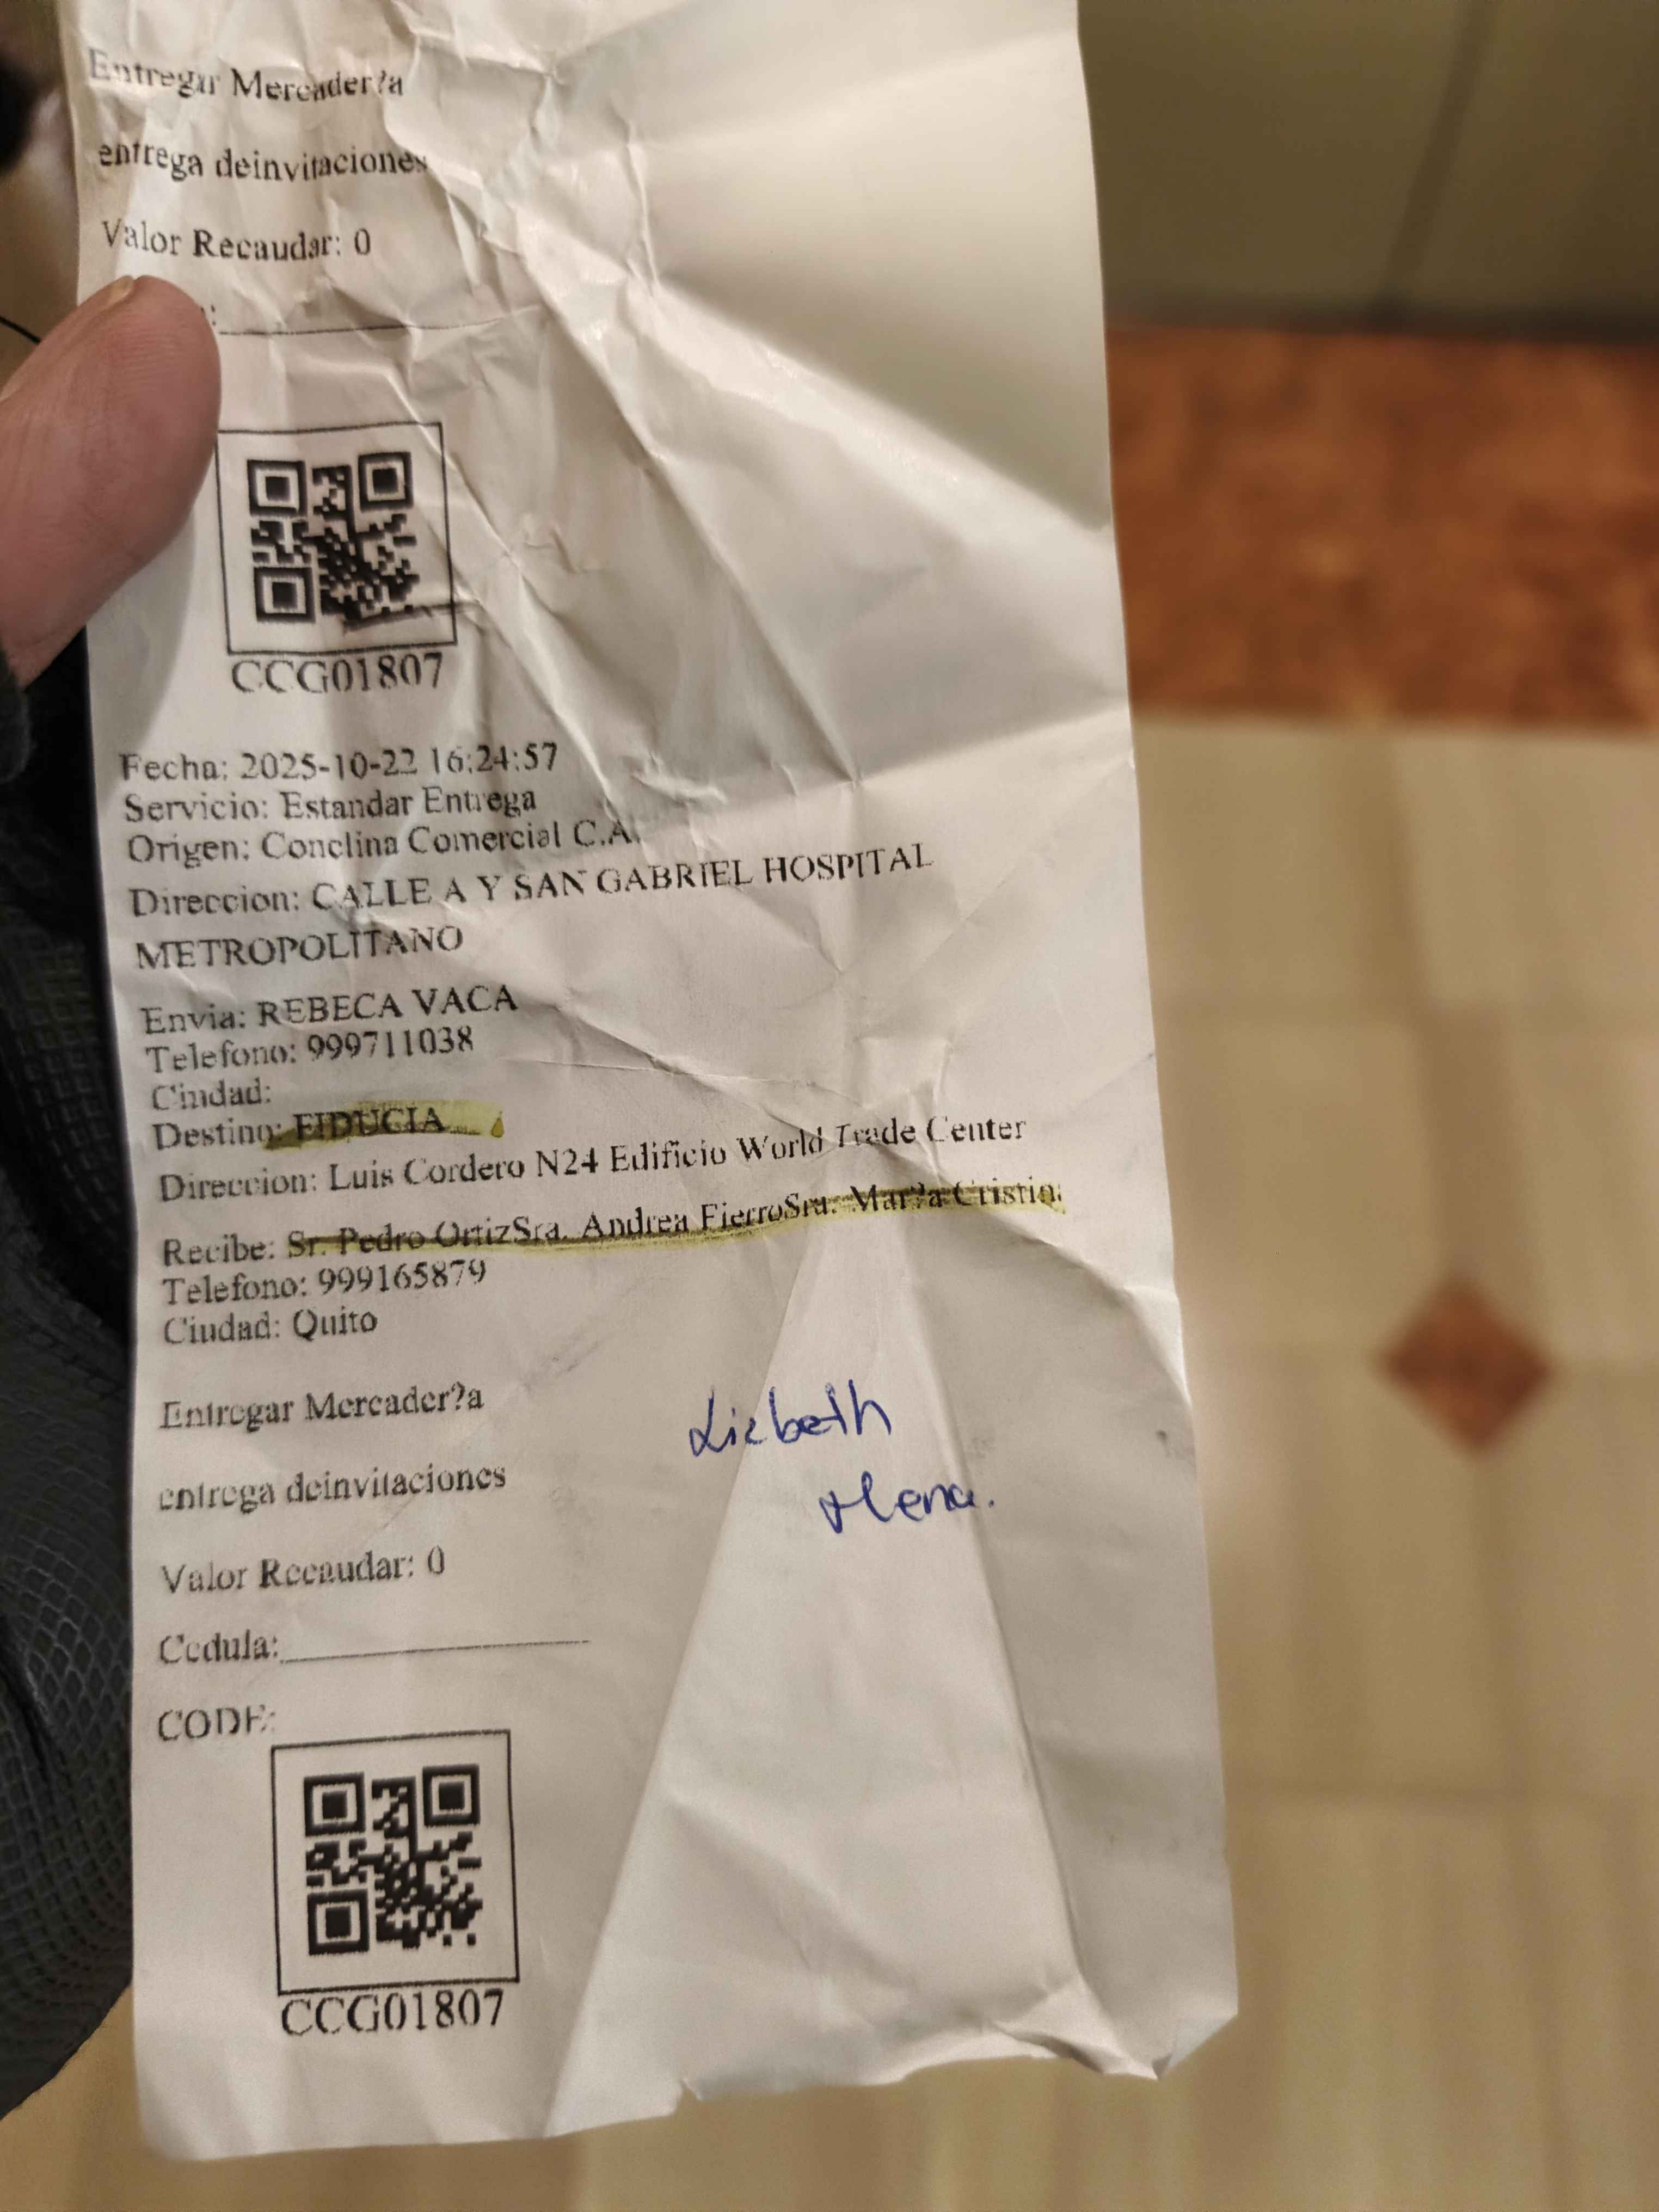 Entregar Mercader?a
entrega deinvitaciones
Valor Recaudar: 0
CCG01807
Fecha: 2025-10-22 16:24:57
Servicio: Estandar Entrega
Origen: Conclina Comercial C.A.
Direccion: CALLE A Y SAN GABRIEL HOSPITAL
METROPOLITANO
Envia: REBECA VACA
Telefono: 999711038
Ciudad:
Destino: FIDUCIA
Direccion: Luis Cordero N24 Edificio World Trade Center
Recibe: Sr. Pedro OrtizSra. Andrea FierroSra. Mar?a Cristin
Telefono: 999165879
Ciudad: Quito
Entregar Mercader?a
Lizbeth
entrega deinvitaciones
Mena.
Valor Recaudar: 0
Cedula:
CODE:
CCG01807